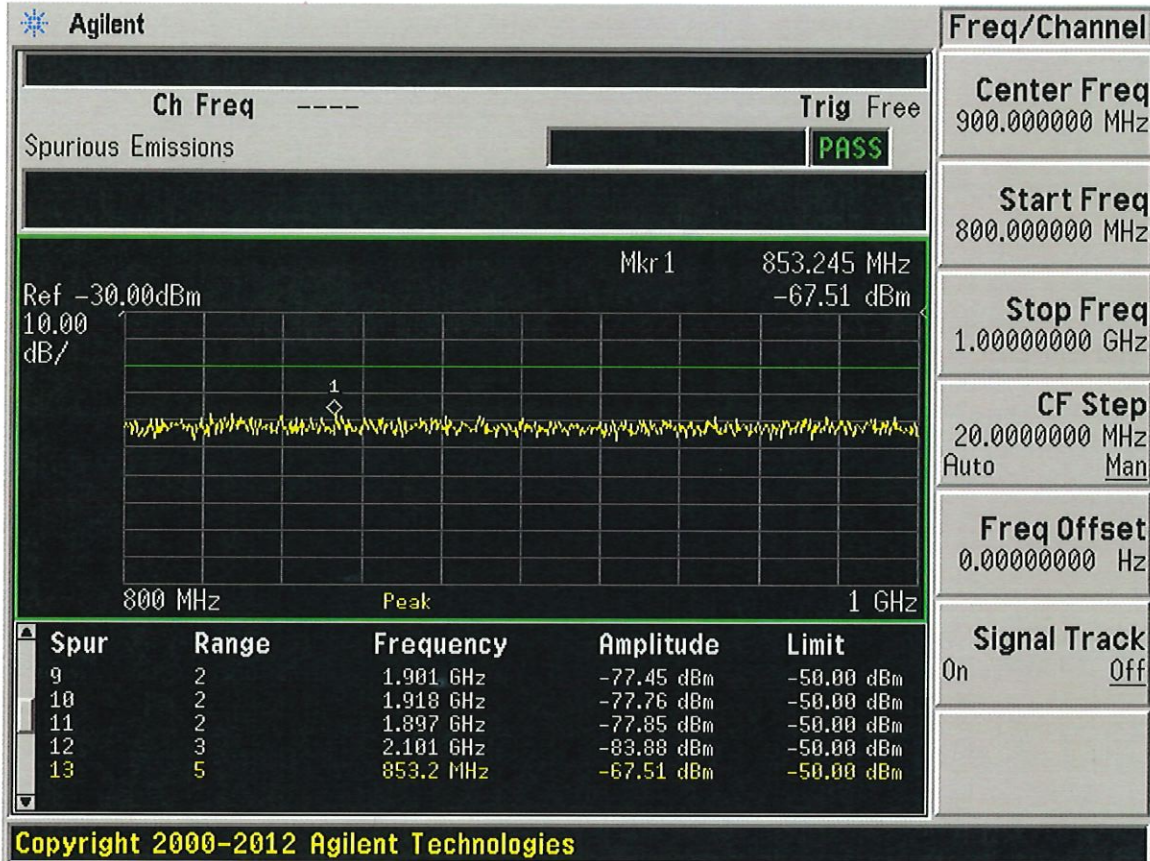 Agilent
Freq/Channel
Ch Freq ----
Trig Free
Spurious Emissions
PASS
Mkr1 853.245 MHz
Ref -30.00dBm
-67.51 dBm
10.00
dB/
1
800 MHz
Peak
1 GHz
Spur Range Frequency Amplitude Limit
9 2 1.901 GHz -77.45 dBm -50.00 dBm
10 2 1.918 GHz -77.76 dBm -50.00 dBm
11 2 1.897 GHz -77.85 dBm -50.00 dBm
12 3 2.101 GHz -83.88 dBm -50.00 dBm
13 5 853.2 MHz -67.51 dBm -50.00 dBm
Copyright 2000-2012 Agilent Technologies
Center Freq
900.000000 MHz
Start Freq
800.000000 MHz
Stop Freq
1.00000000 GHz
CF Step
20.0000000 MHz
Auto Man
Freq Offset
0.00000000 Hz
Signal Track
On Off